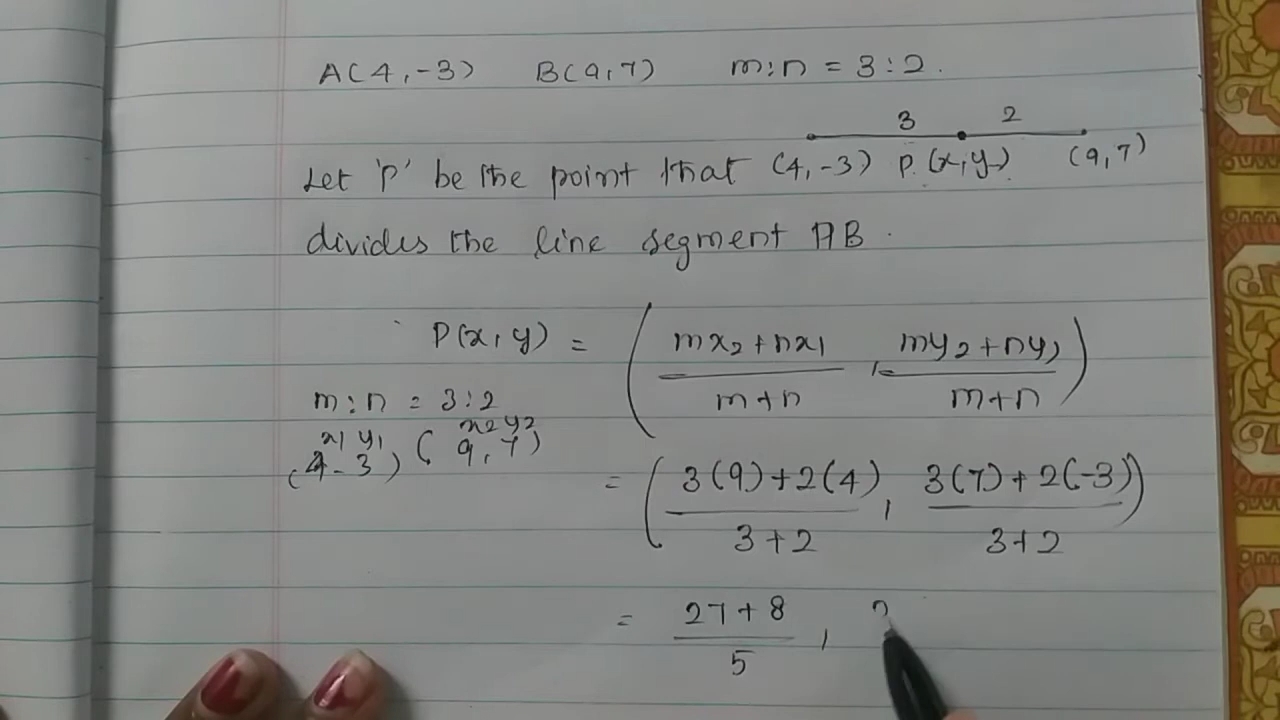 A(4,-3) B(9,7) m:n = 3:2.
3 2
Let 'P' be the point that (4,-3) P.(x,y) (9,7)
divides the line segment AB.
P(x,y) = ( mx2+nx1 / m+n , my2+ny1 / m+n )
m:n = 3:2
x1 y1 x2 y2
(4-3) (9,7)
= ( 3(9)+2(4) / 3+2 , 3(7)+2(-3) / 3+2 )
= 27+8 / 5 , 2